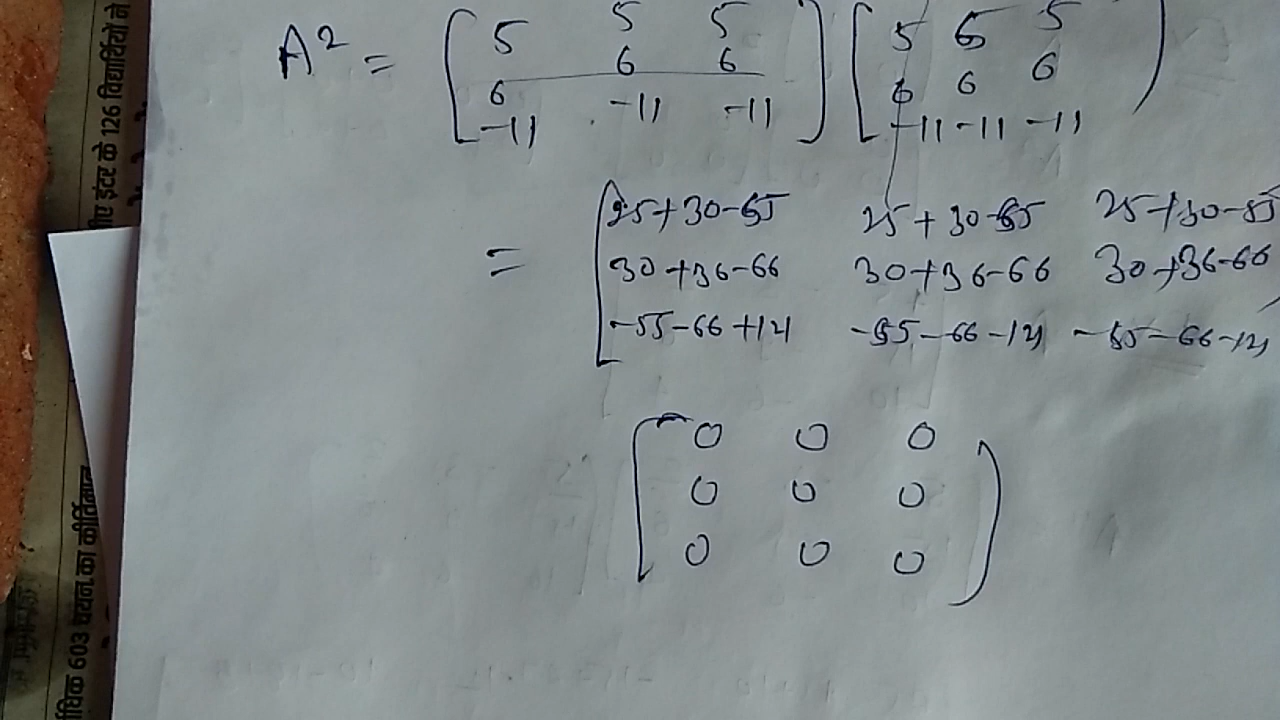 A² = [ 5 5 5 ] [ 5 6 5 )
6 6 6 6 6 6
-11 -11 -11 -11 -11 -11
= [ 25+30-55 25+30-55 25+30-55
30+36-66 30+36-66 30+36-66
-55-66+121 -55-66-121 -55-66-121
[ 0 0 0 )
0 0 0
0 0 0
िए इंटर के 126 विद्यार्थियों ने
603 चयन का कीर्तिमान